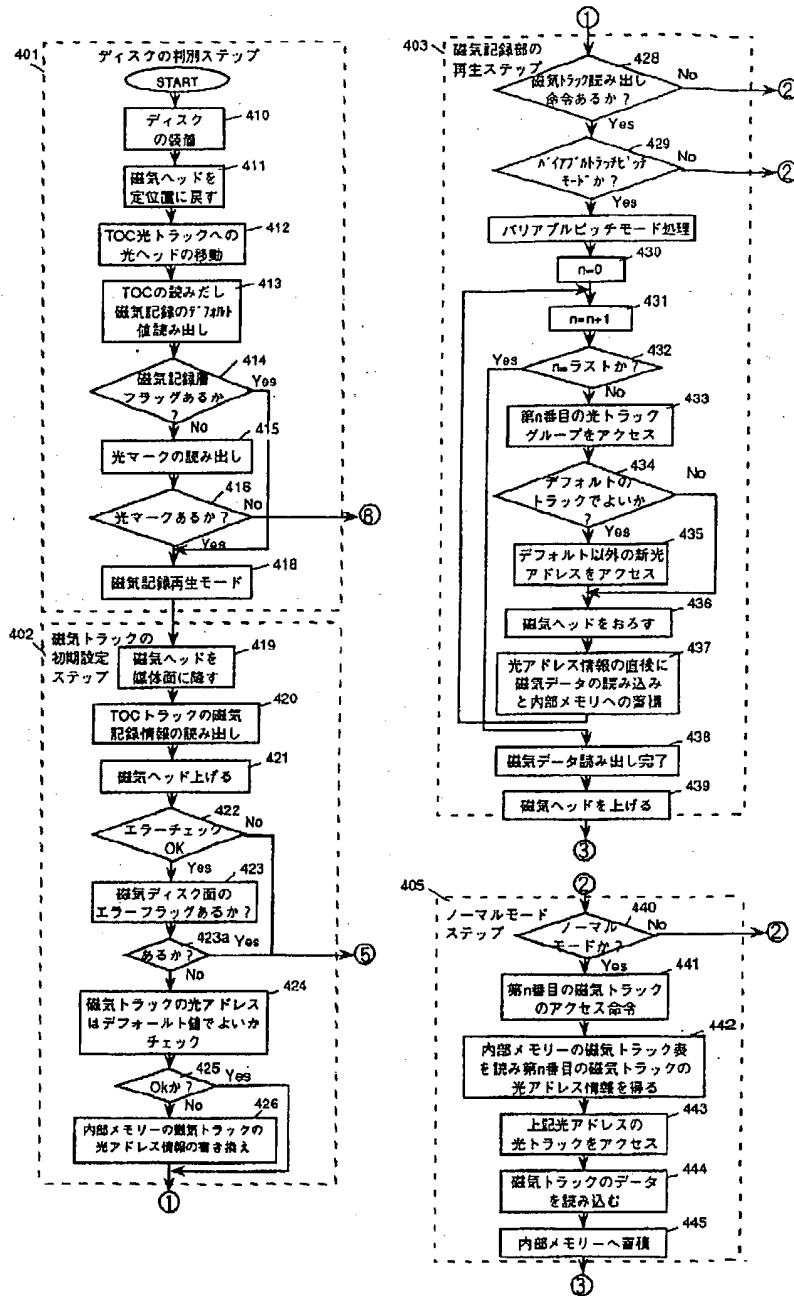 401
ディスクの判別ステップ
START
410
ディスク
の装着
411
磁気ヘッドを
定位置に戻す
412
TOC光トラックへの
光ヘッドの移動
413
TOCの読みだし
磁気記録のデフォルト
値読み出し
414
磁気記録層
フラッグあるか
?
Yes
No
415
光マークの読み出し
416
光マークあるか?
No
⑥
Yes
418
磁気記録再生モード
402
磁気トラックの
初期設定
ステップ
419
磁気ヘッドを
媒体面に降す
420
TOCトラックの磁気
記録情報の読み出し
421
磁気ヘッド上げる
422
エラーチェック
OK
No
Yes
423
磁気ディスク面の
エラーフラッグあるか?
423a
あるか?
Yes
⑤
No
424
磁気トラックの光アドレス
はデフォールト値でよいか
チェック
425
Okか?
Yes
No
426
内部メモリーの磁気トラックの
光アドレス情報の書き換え
①
①
403
磁気記録部の
再生ステップ
428
磁気トラック読み出し
命令あるか?
No
②
Yes
429
バイアブルトラッチピッチ
モードか?
No
②
Yes
バリアブルピッチモード処理
430
n=0
431
n=n+1
432
n=ラストか?
Yes
No
433
第n番目の光トラック
グループをアクセス
434
デフォルトの
トラックでよいか
?
No
Yes
435
デフォルト以外の新光
アドレスをアクセス
436
磁気ヘッドをおろす
437
光アドレス情報の直後に
磁気データの読み込み
と内部メモリへの蓄積
438
磁気データ読み出し完了
439
磁気ヘッドを上げる
③
②
405
ノーマルモード
ステップ
440
ノーマル
モードか?
No
②
Yes
441
第n番目の磁気トラック
のアクセス命令
442
内部メモリーの磁気トラック表
を読み第n番目の磁気トラックの
光アドレス情報を得る
443
上記光アドレスの
光トラックをアクセス
444
磁気トラックのデータ
を読み込む
445
内部メモリーへ蓄積
③